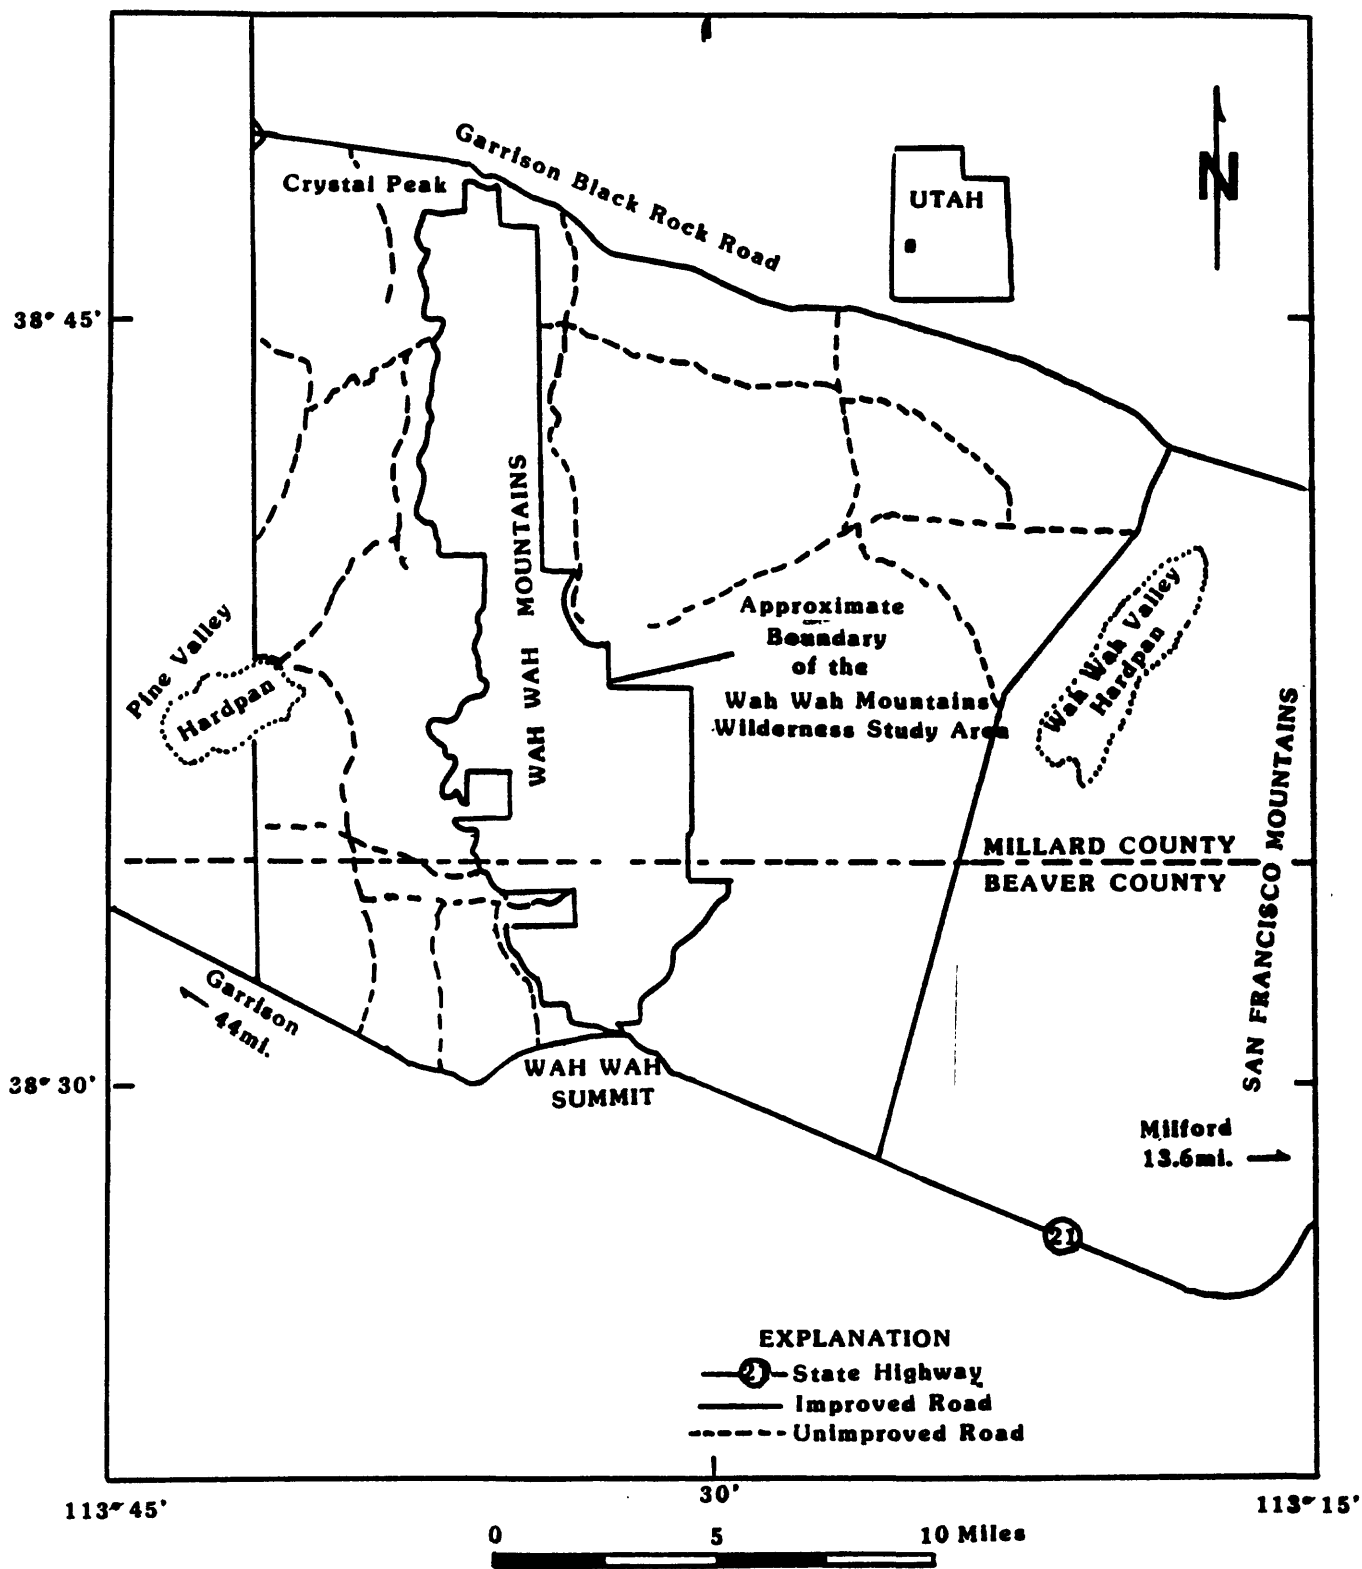 Garrison Black Rock Road
Crystal Peak
UTAH
N
38° 45'
WAH WAH MOUNTAINS
Approximate
Boundary
of the
Wah Wah Mountains
Wilderness Study Area
Pine Valley
Hardpan
Wah Wah Valley
Hardpan
SAN FRANCISCO MOUNTAINS
MILLARD COUNTY
BEAVER COUNTY
Garrison
44mi.
38° 30'
WAH WAH
SUMMIT
Milford
13.6mi.
21
EXPLANATION
21 State Highway
Improved Road
Unimproved Road
113° 45'
30'
113° 15'
0 5 10 Miles